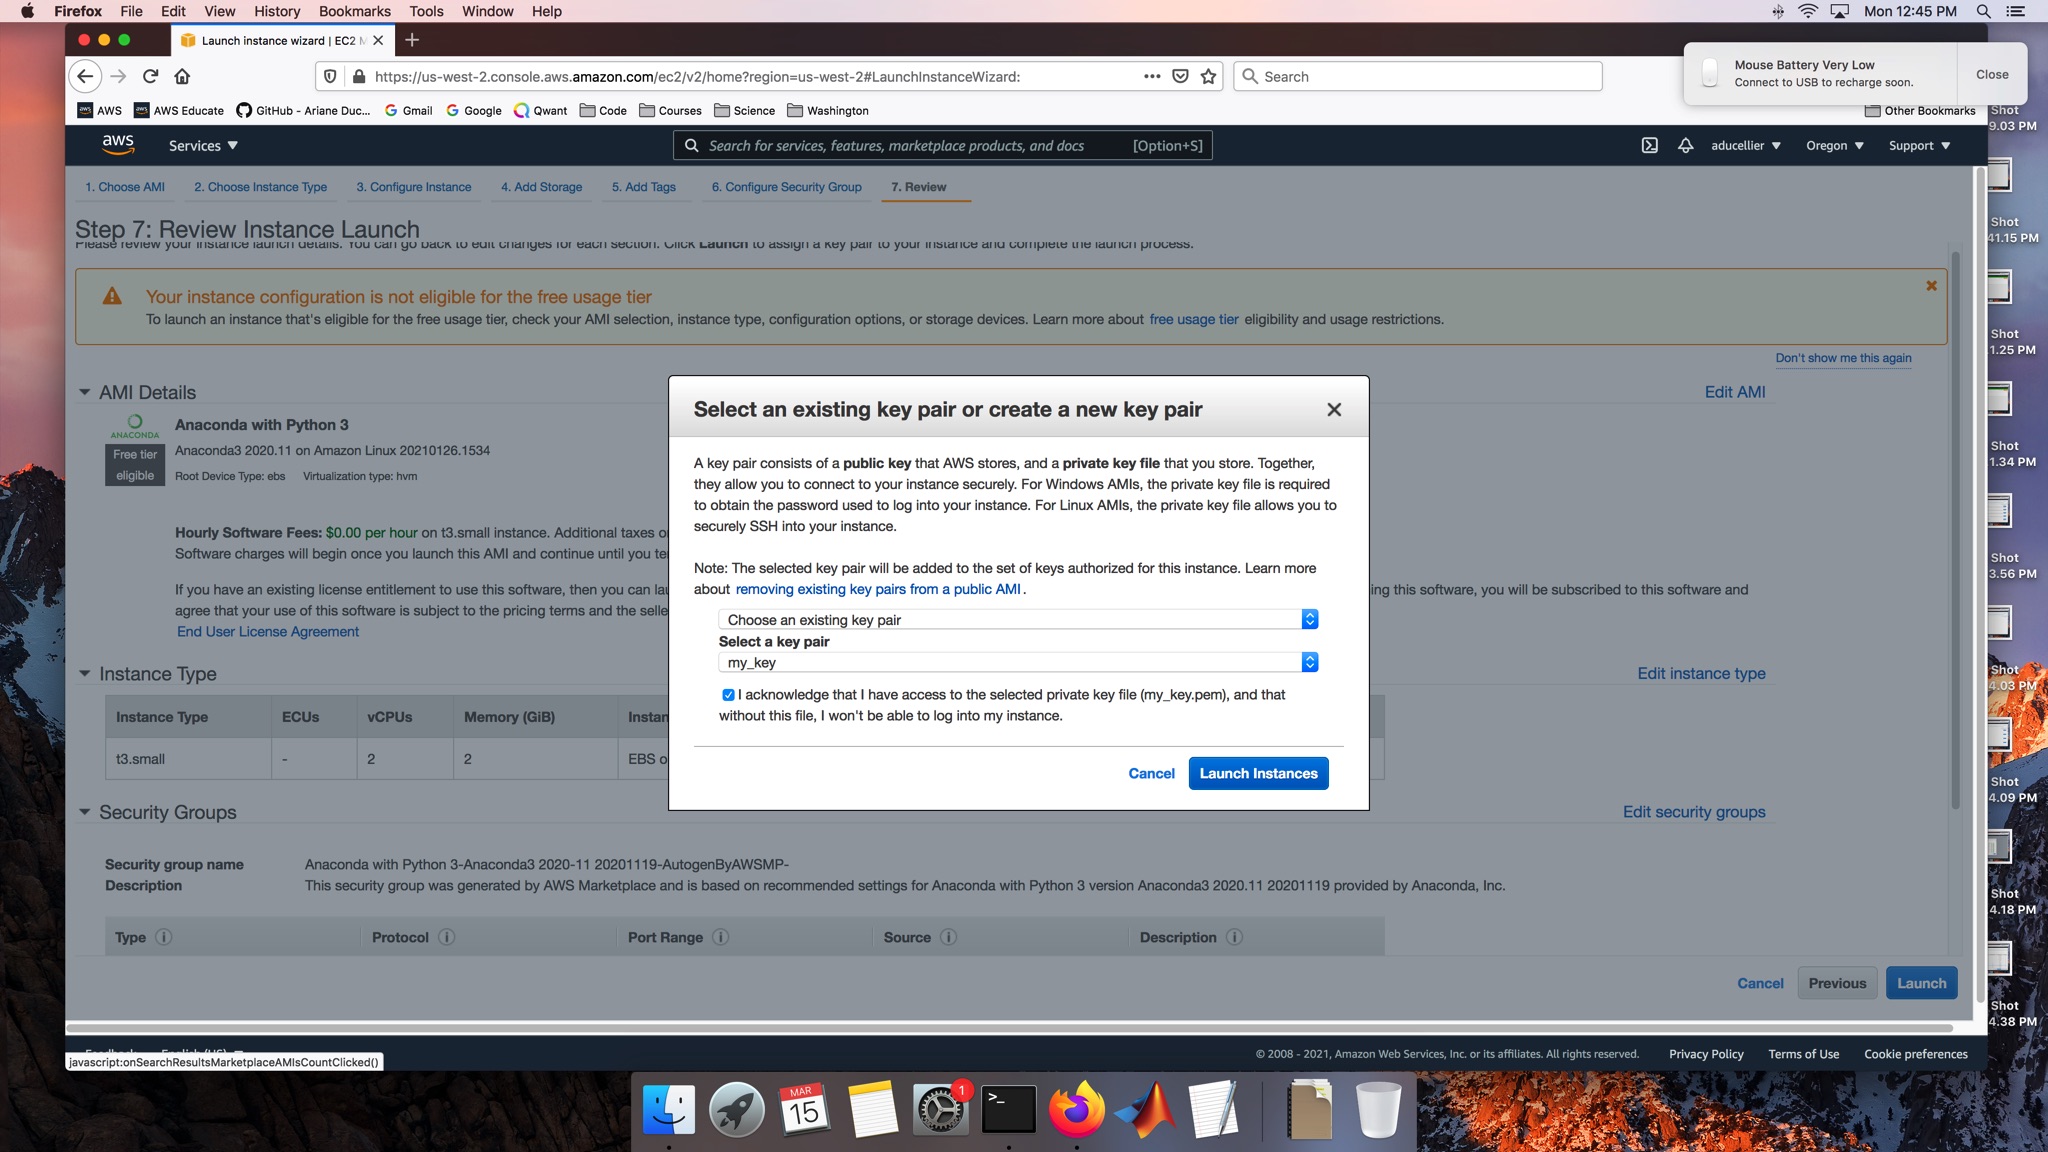 Firefox File Edit View History Bookmarks Tools Window Help
Mon 12:45 PM
Launch instance wizard | EC2 M
Mouse Battery Very Low
Connect to USB to recharge soon.
Close
https://us-west-2.console.aws.amazon.com/ec2/v2/home?region=us-west-2#LaunchInstanceWizard:
Search
AWS AWS Educate GitHub - Ariane Duc... Gmail Google Qwant Code Courses Science Washington Other Bookmarks
aws Services Search for services, features, marketplace products, and docs [Option+S] aducellier Oregon Support
1. Choose AMI 2. Choose Instance Type 3. Configure Instance 4. Add Storage 5. Add Tags 6. Configure Security Group 7. Review
Step 7: Review Instance Launch
Please review your instance launch details. You can go back to edit changes for each section. Click Launch to assign a key pair to your instance and complete the launch process.
Your instance configuration is not eligible for the free usage tier
To launch an instance that's eligible for the free usage tier, check your AMI selection, instance type, configuration options, or storage devices. Learn more about free usage tier eligibility and usage restrictions.
Don't show me this again
AMI Details
Edit AMI
ANACONDA
Free tier
eligible
Anaconda with Python 3
Anaconda3 2020.11 on Amazon Linux 20210126.1534
Root Device Type: ebs Virtualization type: hvm
Hourly Software Fees: $0.00 per hour on t3.small instance. Additional taxes o
Software charges will begin once you launch this AMI and continue until you te
If you have an existing license entitlement to use this software, then you can lau
ing this software, you will be subscribed to this software and
agree that your use of this software is subject to the pricing terms and the selle
End User License Agreement
Select an existing key pair or create a new key pair
A key pair consists of a public key that AWS stores, and a private key file that you store. Together,
they allow you to connect to your instance securely. For Windows AMIs, the private key file is required
to obtain the password used to log into your instance. For Linux AMIs, the private key file allows you to
securely SSH into your instance.
Note: The selected key pair will be added to the set of keys authorized for this instance. Learn more
about removing existing key pairs from a public AMI.
Choose an existing key pair
Select a key pair
my_key
I acknowledge that I have access to the selected private key file (my_key.pem), and that
without this file, I won't be able to log into my instance.
Cancel Launch Instances
Instance Type
Edit instance type
Instance Type ECUs vCPUs Memory (GiB) Instan
t3.small - 2 2 EBS o
Security Groups
Edit security groups
Security group name Anaconda with Python 3-Anaconda3 2020-11 20201119-AutogenByAWSMP-
Description This security group was generated by AWS Marketplace and is based on recommended settings for Anaconda with Python 3 version Anaconda3 2020.11 20201119 provided by Anaconda, Inc.
Type Protocol Port Range Source Description
Cancel Previous Launch
javascript:onSearchResultsMarketplaceAMIsCountClicked()
© 2008 - 2021, Amazon Web Services, Inc. or its affiliates. All rights reserved. Privacy Policy Terms of Use Cookie preferences
Shot
9.03 PM
Shot
41.15 PM
Shot
1.25 PM
Shot
1.34 PM
Shot
3.56 PM
Shot
4.03 PM
Shot
4.09 PM
Shot
4.18 PM
Shot
4.38 PM
MAR
15
1
>_